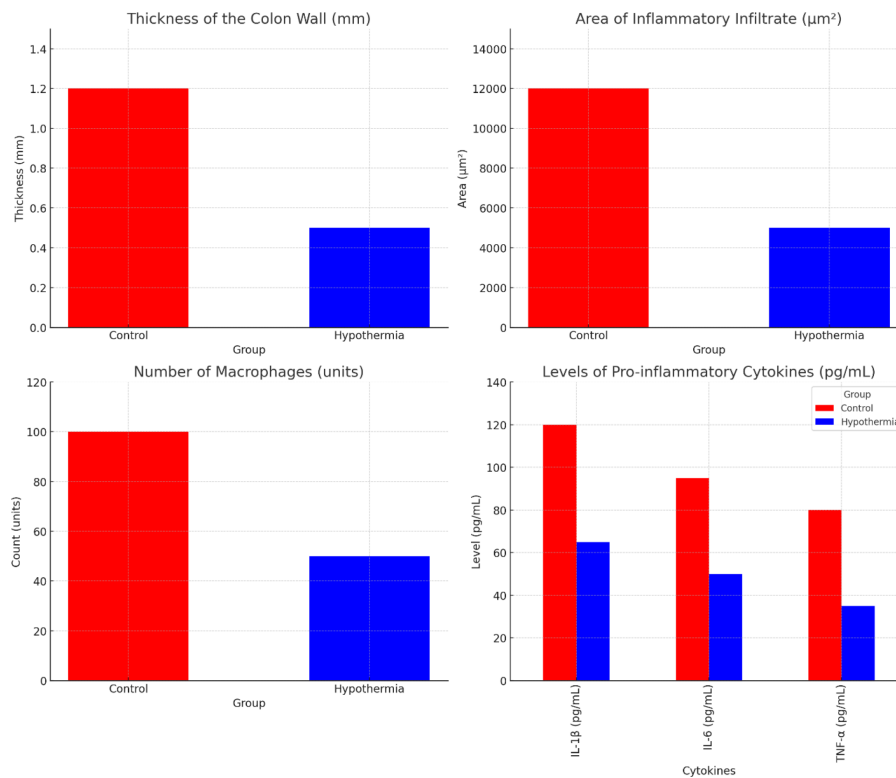 Thickness of the Colon Wall (mm)
1.4
1.2
1.0
0.8
0.6
0.4
0.2
0.0
Thickness (mm)
Control
Hypothermia
Group
Area of Inflammatory Infiltrate (µm²)
14000
12000
10000
8000
6000
4000
2000
0
Area (µm²)
Control
Hypothermia
Group
Number of Macrophages (units)
120
100
80
60
40
20
0
Count (units)
Control
Hypothermia
Group
Levels of Pro-inflammatory Cytokines (pg/mL)
140
120
100
80
60
40
20
0
Level (pg/mL)
Group
Control
Hypothermia
IL-1β (pg/mL)
IL-6 (pg/mL)
TNF-α (pg/mL)
Cytokines